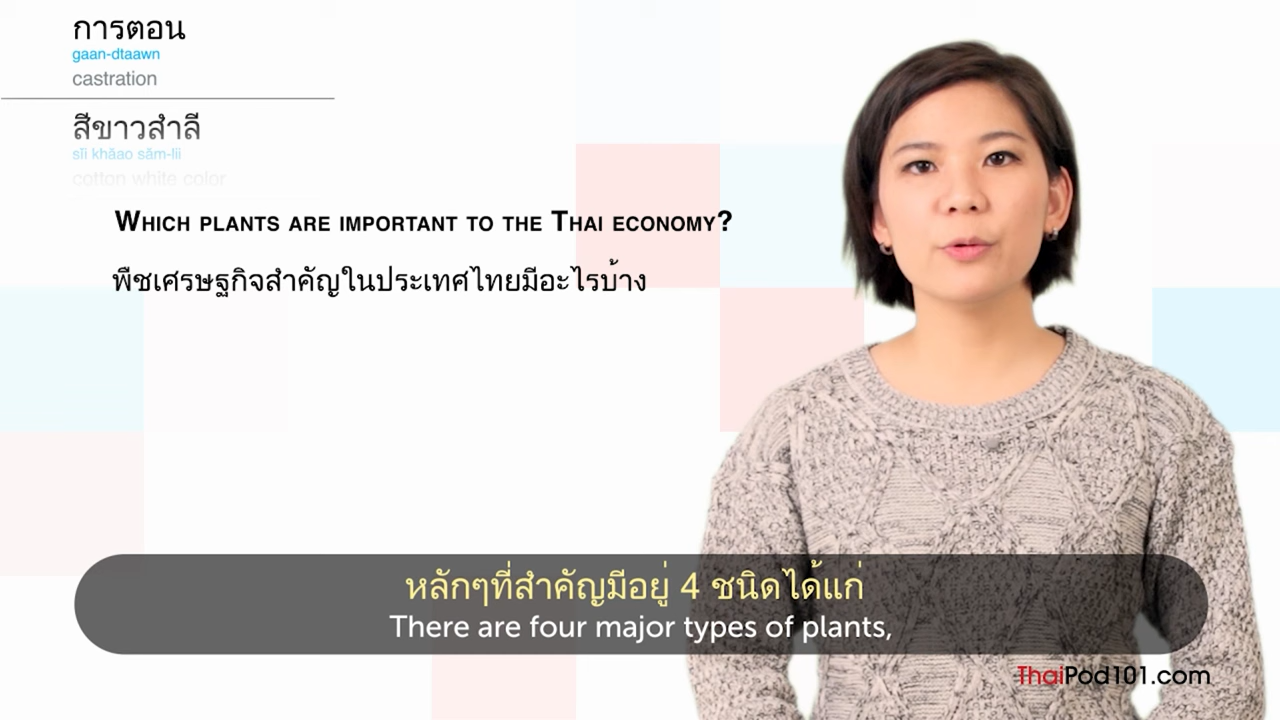 การตอน
gaan-dtaawn
castration
สีขาวสำลี
sǐi khǎao sǎm-lii
cotton white color
Which plants are important to the Thai economy?
พืชเศรษฐกิจสำคัญในประเทศไทยมีอะไรบ้าง
หลักๆที่สำคัญมีอยู่ 4 ชนิดได้แก่
There are four major types of plants,
ThaiPod101.com